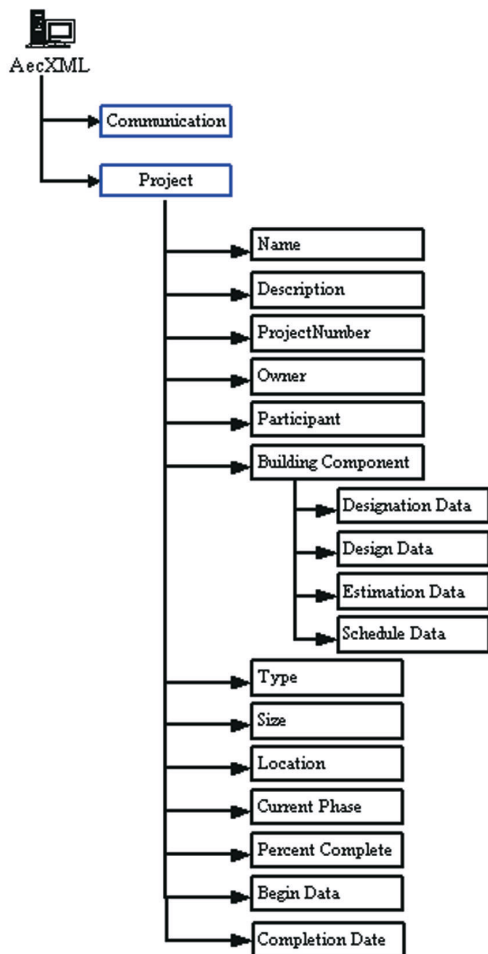 AecXML
Communication
Project
Name
Description
ProjectNumber
Owner
Participant
Building Component
Designation Data
Design Data
Estimation Data
Schedule Data
Type
Size
Location
Current Phase
Percent Complete
Begin Data
Completion Date